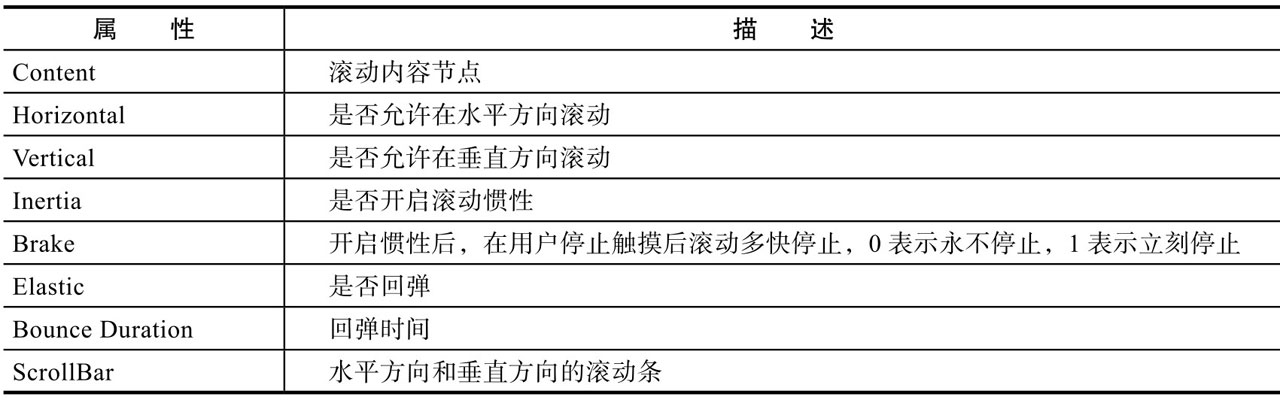 属 性 描 述
Content 滚动内容节点
Horizontal 是否允许在水平方向滚动
Vertical 是否允许在垂直方向滚动
Inertia 是否开启滚动惯性
Brake 开启惯性后，在用户停止触摸后滚动多快停止，0 表示永不停止，1 表示立刻停止
Elastic 是否回弹
Bounce Duration 回弹时间
ScrollBar 水平方向和垂直方向的滚动条